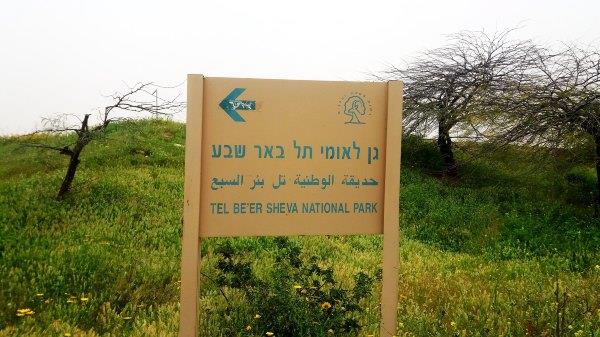 גן לאומי תל באר שבע
حديقة الوطنية تل بئر السبع
TEL BE'ER SHEVA NATIONAL PARK